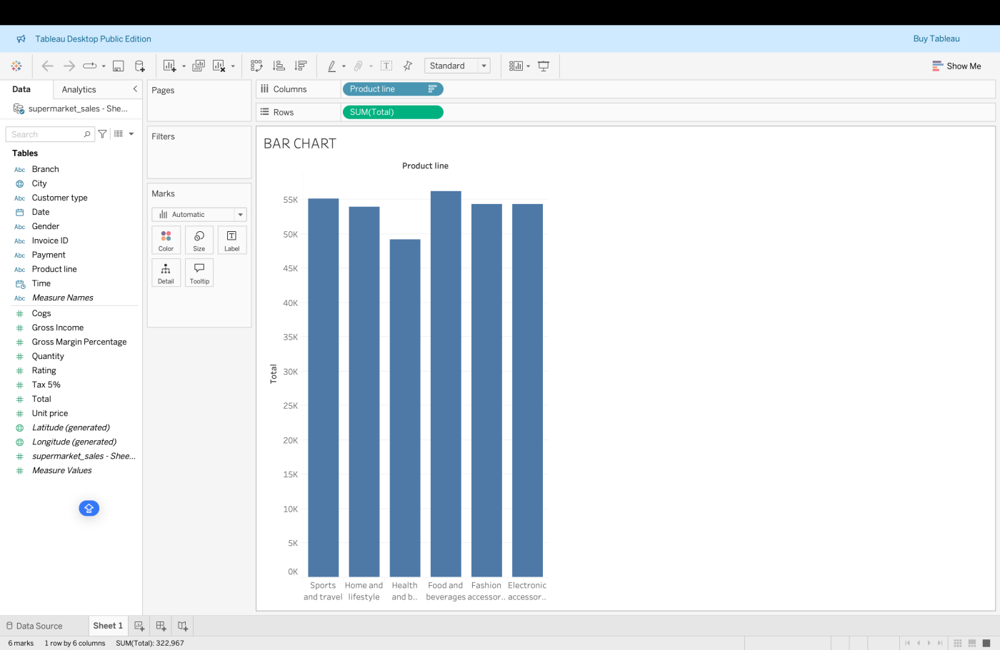 Tableau Desktop Public Edition
Buy Tableau
Standard
Show Me
Data
Analytics
supermarket_sales - She...
Search
Tables
Abc Branch
City
Abc Customer type
Date
Abc Gender
Abc Invoice ID
Abc Payment
Abc Product line
Time
Abc Measure Names
Cogs
Gross Income
Gross Margin Percentage
Quantity
Rating
Tax 5%
Total
Unit price
Latitude (generated)
Longitude (generated)
supermarket_sales - Shee...
Measure Values
Pages
Filters
Marks
Automatic
Color
Size
Label
Detail
Tooltip
Columns
Product line
Rows
SUM(Total)
BAR CHART
Product line
Total
55K
50K
45K
40K
35K
30K
25K
20K
15K
10K
5K
0K
Sports
and travel
Home and
lifestyle
Health
and b..
Food and
beverages
Fashion
accessor..
Electronic
accessor..
Data Source
Sheet 1
6 marks
1 row by 6 columns
SUM(Total): 322,967